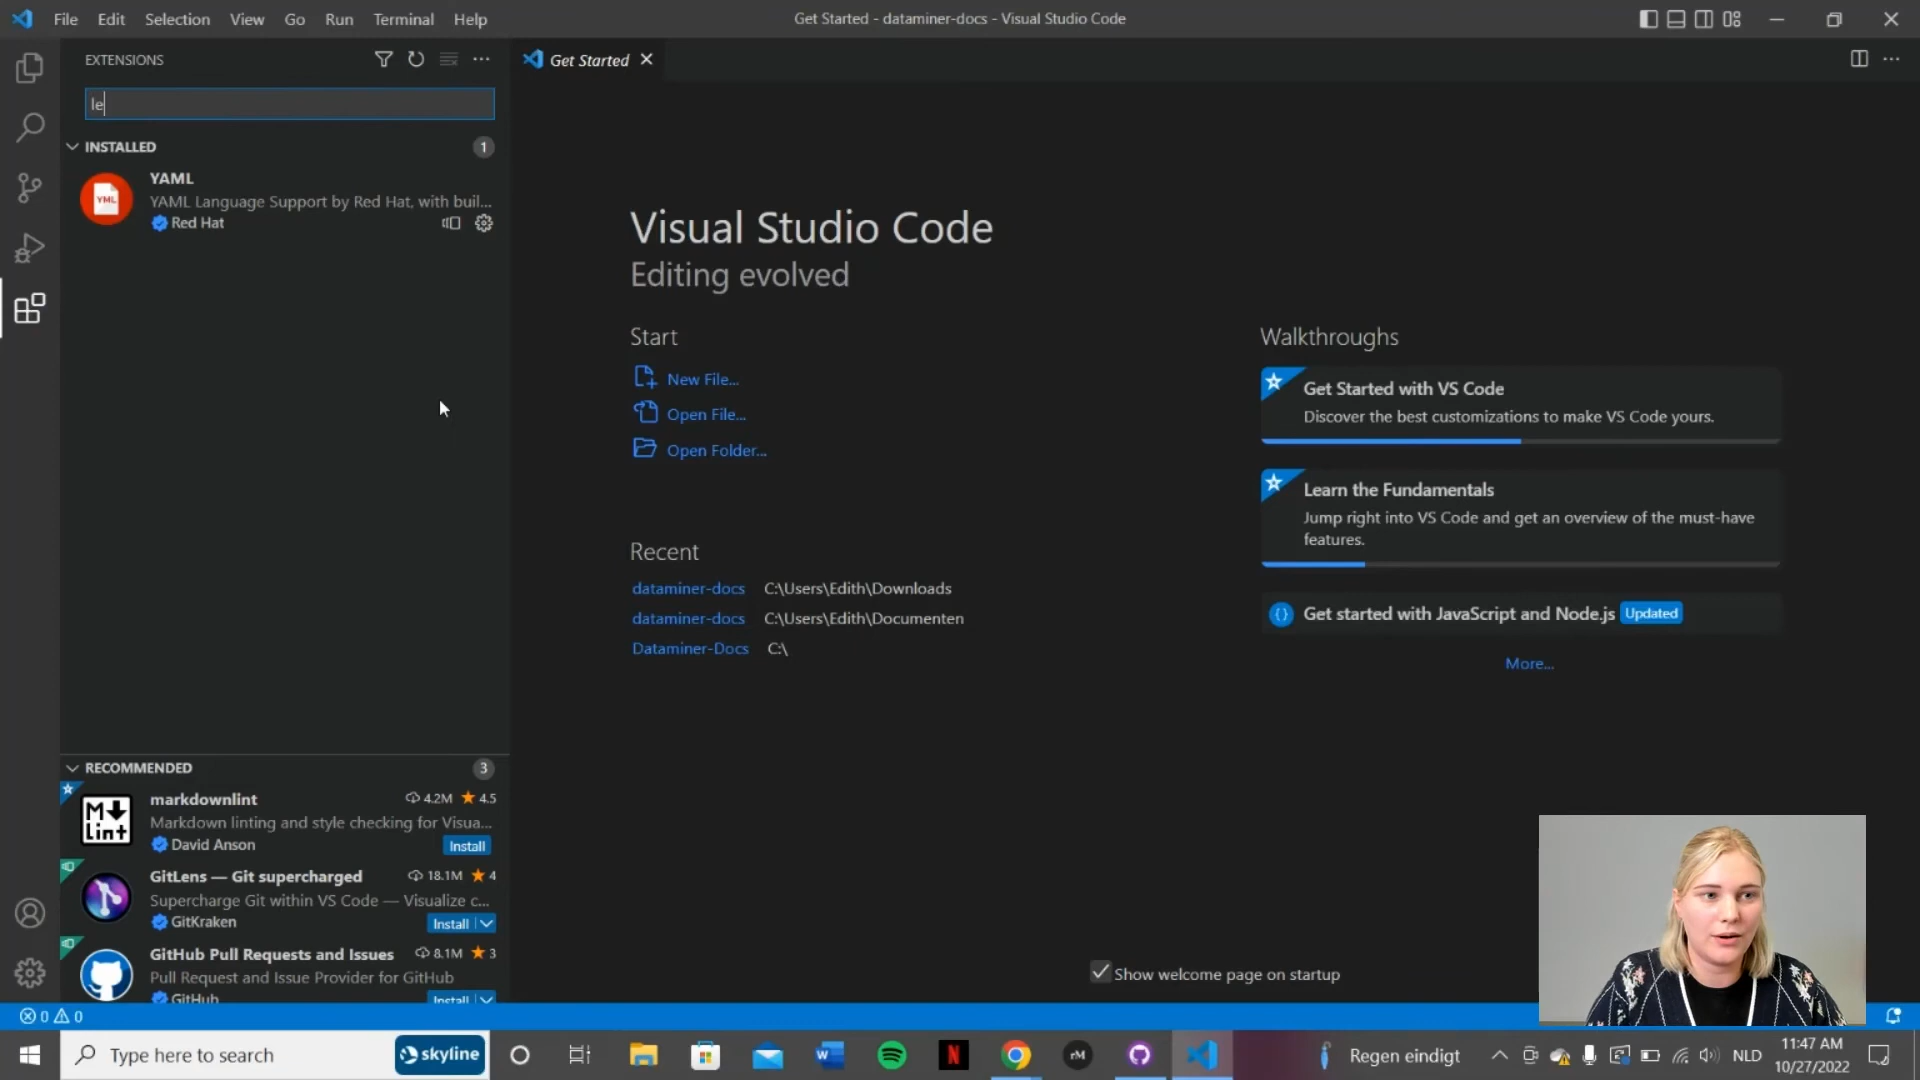 File Edit Selection View Go Run Terminal Help
Get Started - dataminer-docs - Visual Studio Code
EXTENSIONS
Get Started
le
INSTALLED
1
YAML
YML
YAML Language Support by Red Hat, with buil...
Red Hat
Visual Studio Code
Editing evolved
Start
New File...
Open File...
Open Folder...
Recent
dataminer-docs C:\Users\Edith\Downloads
dataminer-docs C:\Users\Edith\Documenten
Dataminer-Docs C:\
Walkthroughs
Get Started with VS Code
Discover the best customizations to make VS Code yours.
Learn the Fundamentals
Jump right into VS Code and get an overview of the must-have
features.
Get started with JavaScript and Node.js Updated
More...
RECOMMENDED
3
markdownlint 4.2M 4.5
M
Lint
Markdown linting and style checking for Visua...
David Anson
Install
GitLens — Git supercharged 18.1M 4
Supercharge Git within VS Code — Visualize c...
GitKraken
Install
GitHub Pull Requests and Issues 8.1M 3
Pull Request and Issue Provider for GitHub
GitHub
Install
Show welcome page on startup
0 0
Type here to search
skyline
W
N
rM
Regen eindigt
NLD
11:47 AM
10/27/2022